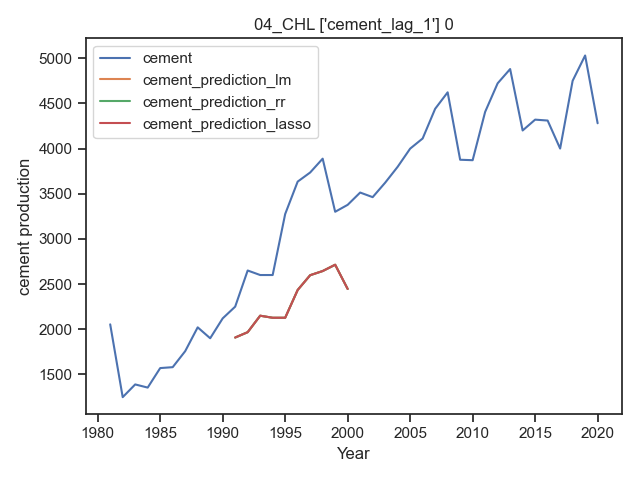 04_CHL ['cement_lag_1'] 0
cement
cement_prediction_lm
cement_prediction_rr
cement_prediction_lasso
cement production
5000
4500
4000
3500
3000
2500
2000
1500
1980 1985 1990 1995 2000 2005 2010 2015 2020
Year